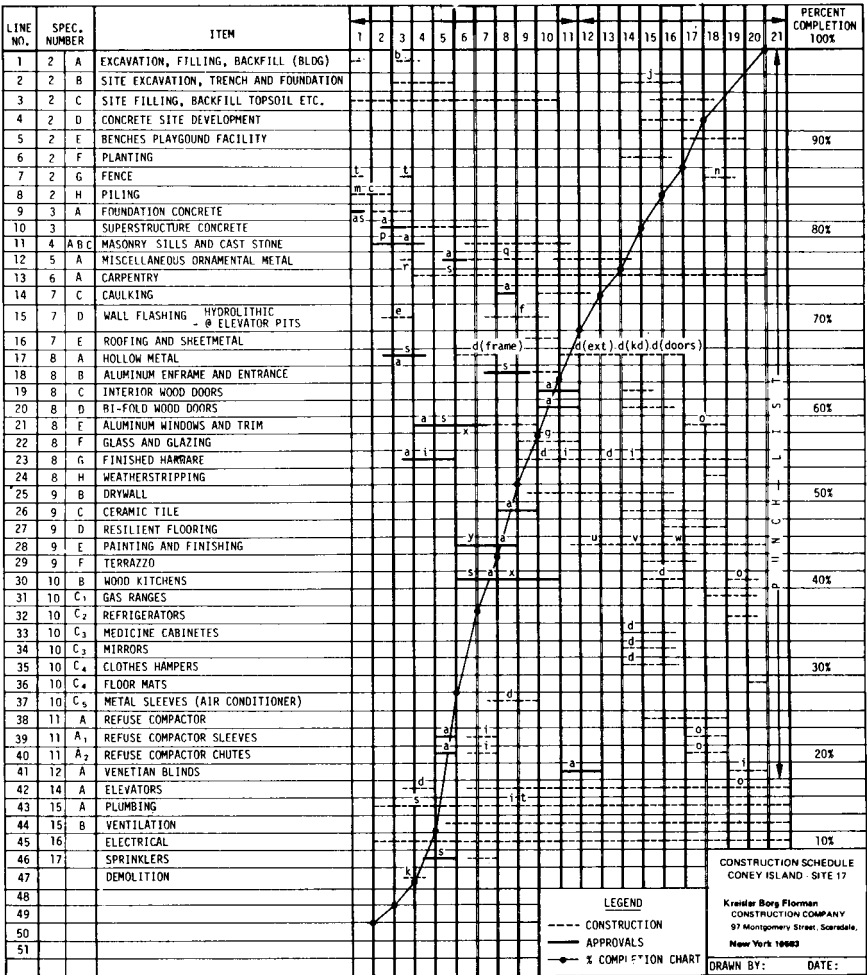 LINE NO. SPEC. NUMBER ITEM 1 2 3 4 5 6 7 8 9 10 11 12 13 14 15 16 17 18 19 20 21 PERCENT COMPLETION 100%
1 2 A EXCAVATION, FILLING, BACKFILL (BLDG) b
2 2 B SITE EXCAVATION, TRENCH AND FOUNDATION j
3 2 C SITE FILLING, BACKFILL TOPSOIL ETC.
4 2 D CONCRETE SITE DEVELOPMENT
5 2 E BENCHES PLAYGOUND FACILITY 90%
6 2 F PLANTING
7 2 G FENCE t t n
8 2 H PILING m c
9 3 A FOUNDATION CONCRETE as
10 3 SUPERSTRUCTURE CONCRETE a 80%
11 4 A B C MASONRY SILLS AND CAST STONE p a q
12 5 A MISCELLANEOUS ORNAMENTAL METAL r a
13 6 A CARPENTRY s
14 7 C CAULKING a
15 7 D WALL FLASHING HYDROLITHIC - @ ELEVATOR PITS e f 70%
16 7 E ROOFING AND SHEETMETAL d(frame) d(ext) d(kd) d(doors)
17 8 A HOLLOW METAL s a
18 8 B ALUMINUM ENFRAME AND ENTRANCE s
19 8 C INTERIOR WOOD DOORS a
20 8 D BI-FOLD WOOD DOORS a 60%
21 8 E ALUMINUM WINDOWS AND TRIM a s x o
22 8 F GLASS AND GLAZING g
23 8 G FINISHED HARWARE a i d i d i
24 8 H WEATHERSTRIPPING
25 9 B DRYWALL 50%
26 9 C CERAMIC TILE a
27 9 D RESILIENT FLOORING
28 9 E PAINTING AND FINISHING y a u v w
29 9 F TERRAZZO
30 10 B WOOD KITCHENS s a x d o 40%
31 10 C1 GAS RANGES
32 10 C2 REFRIGERATORS
33 10 C3 MEDICINE CABINETES d
34 10 C3 MIRRORS d
35 10 C4 CLOTHES HAMPERS d 30%
36 10 C4 FLOOR MATS
37 10 C5 METAL SLEEVES (AIR CONDITIONER) d
38 11 A REFUSE COMPACTOR
39 11 A1 REFUSE COMPACTOR SLEEVES a i o
40 11 A2 REFUSE COMPACTOR CHUTES a i o 20%
41 12 A VENETIAN BLINDS a i
42 14 A ELEVATORS d o
43 15 A PLUMBING s i t
44 15 B VENTILATION
45 16 ELECTRICAL 10%
46 17 SPRINKLERS s
47 DEMOLITION k
48
49
50
51
PUNCH-LIST
LEGEND
CONSTRUCTION
APPROVALS
% COMPLETION CHART
CONSTRUCTION SCHEDULE
CONEY ISLAND - SITE 17
Kreisler Borg Florman
CONSTRUCTION COMPANY
97 Montgomery Street, Scarsdale,
New York 10583
DRAWN BY: DATE: